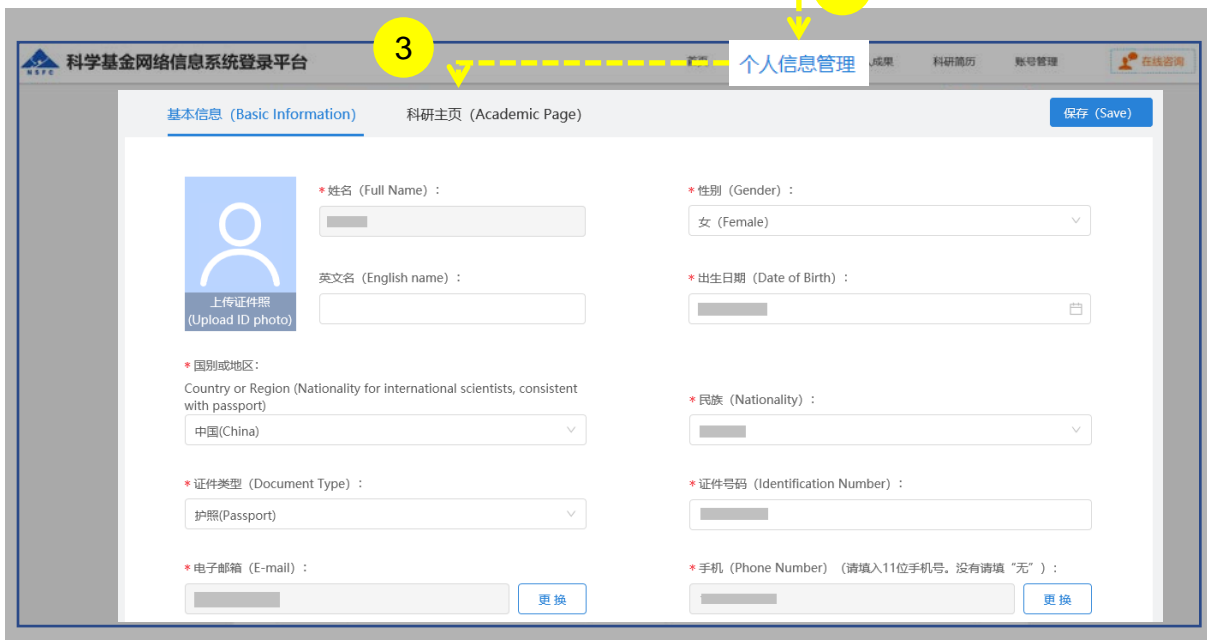 NSFC
科学基金网络信息系统登录平台
3
个人信息管理
成果
科研简历
账号管理
在线咨询
基本信息（Basic Information）
科研主页（Academic Page）
保存（Save）
上传证件照
(Upload ID photo)
* 姓名（Full Name）：
* 性别（Gender）：
女（Female）
英文名（English name）：
* 出生日期（Date of Birth）：
* 国别或地区：
Country or Region (Nationality for international scientists, consistent
with passport)
中国(China)
* 民族（Nationality）：
* 证件类型（Document Type）：
护照(Passport)
* 证件号码（Identification Number）：
* 电子邮箱（E-mail）：
更 换
* 手机（Phone Number）（请填入11位手机号。没有请填“无”）：
更 换